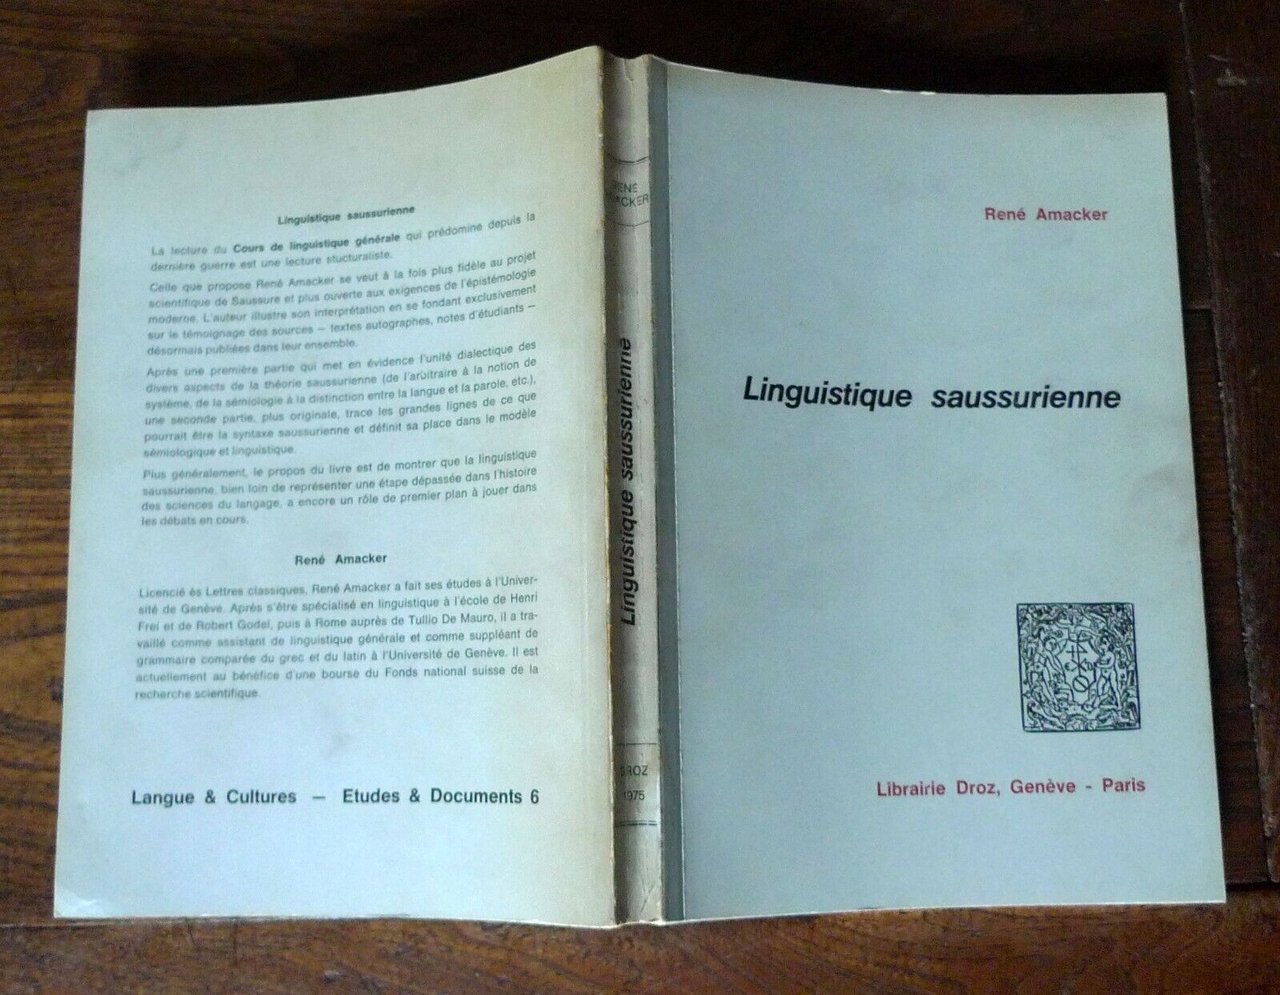 Linguistique saussurienne
La lecture du Cours de linguistique générale qui prédomine depuis la
dernière guerre est une lecture stucturaliste.
Celle que propose René Amacker se veut à la fois plus fidèle au projet
scientifique de Saussure et plus ouverte aux exigences de l'épistémologie
moderne. L'auteur illustre son interprétation en se fondant exclusivement
sur le témoignage des sources — textes autographes, notes d'étudiants —
désormais publiées dans leur ensemble.
Après une première partie qui met en évidence l'unité dialectique des
divers aspects de la théorie saussurienne (de l'arbitraire à la notion de
système, de la sémiologie à la distinction entre la langue et la parole, etc.),
une seconde partie, plus originale, trace les grandes lignes de ce que
pourrait être la syntaxe saussurienne et définit sa place dans le modèle
sémiologique et linguistique.
Plus généralement, le propos du livre est de montrer que la linguistique
saussurienne, bien loin de représenter une étape dépassée dans l'histoire
des sciences du langage, a encore un rôle de premier plan à jouer dans
les débats en cours.
René Amacker
Licencié ès Lettres classiques, René Amacker a fait ses études à l'Univer-
sité de Genève. Après s'être spécialisé en linguistique à l'école de Henri
Frei et de Robert Godel, puis à Rome auprès de Tullio De Mauro, il a tra-
vaillé comme assistant de linguistique générale et comme suppléant de
grammaire comparée du grec et du latin à l'Université de Genève. Il est
actuellement au bénéfice d'une bourse du Fonds national suisse de la
recherche scientifique.
Langue & Cultures — Etudes & Documents 6
RENÉ
AMACKER
Linguistique saussurienne
DROZ
1975
René Amacker
Linguistique saussurienne
Librairie Droz, Genève - Paris